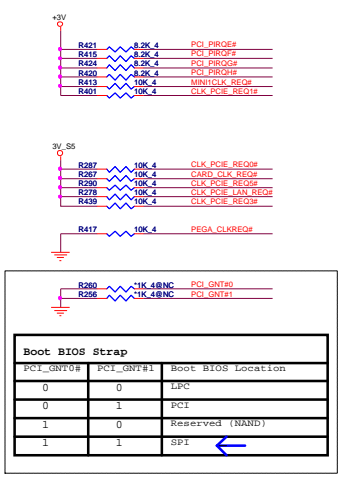 +3V
R421 8.2K_4 PCI_PIRQE#
R415 8.2K_4 PCI_PIRQF#
R424 8.2K_4 PCI_PIRQG#
R420 8.2K_4 PCI_PIRQH#
R413 10K_4 MINI1CLK_REQ#
R401 10K_4 CLK_PCIE_REQ1#
3V_S5
R287 10K_4 CLK_PCIE_REQ0#
R267 10K_4 CARD_CLK_REQ#
R290 10K_4 CLK_PCIE_REQ5#
R278 10K_4 CLK_PCIE_LAN_REQ#
R439 10K_4 CLK_PCIE_REQ3#
R417 10K_4 PEGA_CLKREQ#
R260 *1K_4@NC PCI_GNT#0
R256 *1K_4@NC PCI_GNT#1
Boot BIOS Strap
PCI_GNT0# PCI_GNT#1 Boot BIOS Location
0 0 LPC
0 1 PCI
1 0 Reserved (NAND)
1 1 SPI